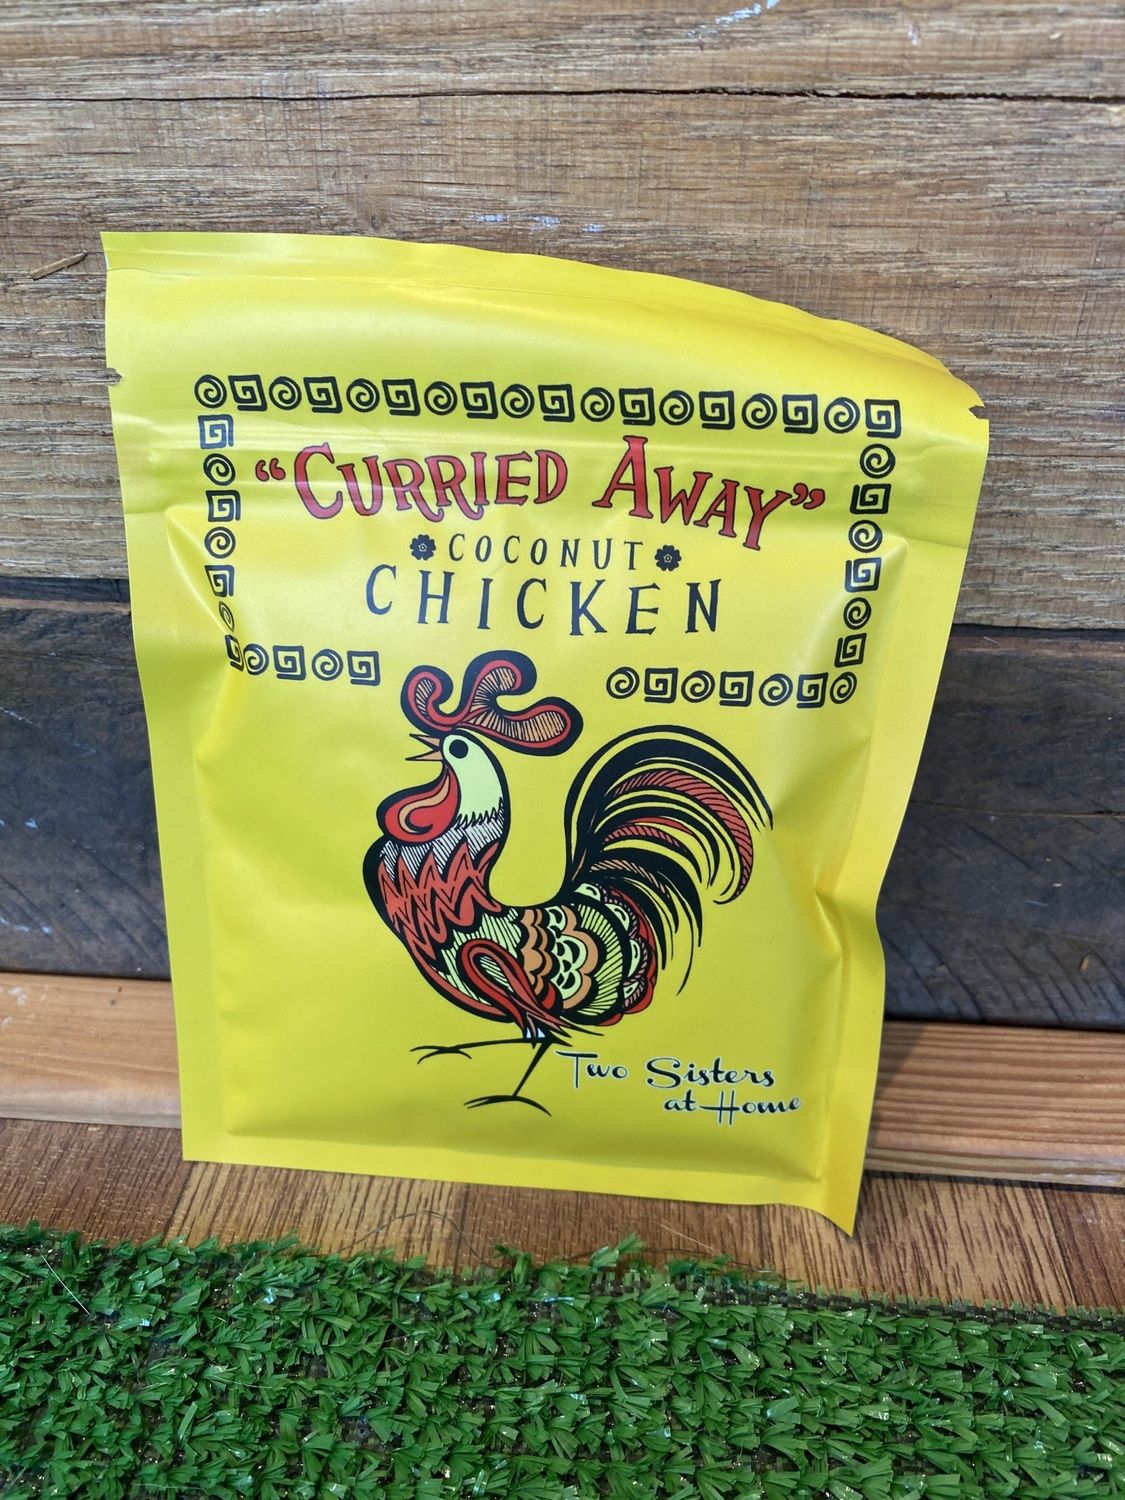 “CURRIED AWAY”
COCONUT
CHICKEN
Two Sisters
at Home